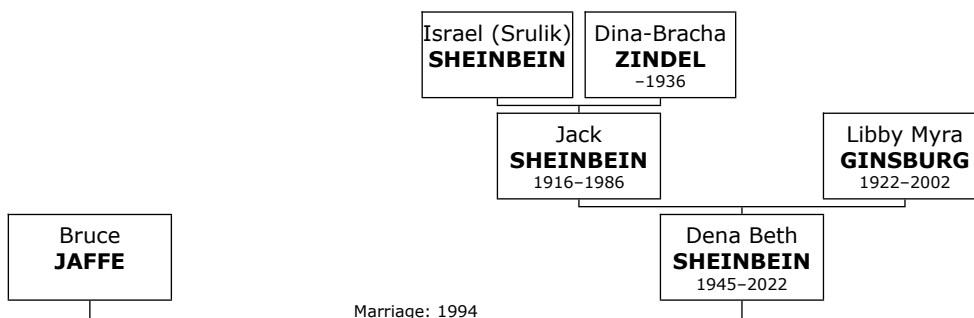 Israel (Srulik)
SHEINBEIN
Dina-Bracha
ZINDEL
–1936
Jack
SHEINBEIN
1916–1986
Libby Myra
GINSBURG
1922–2002
Bruce
JAFFE
Dena Beth
SHEINBEIN
1945–2022
Marriage: 1994